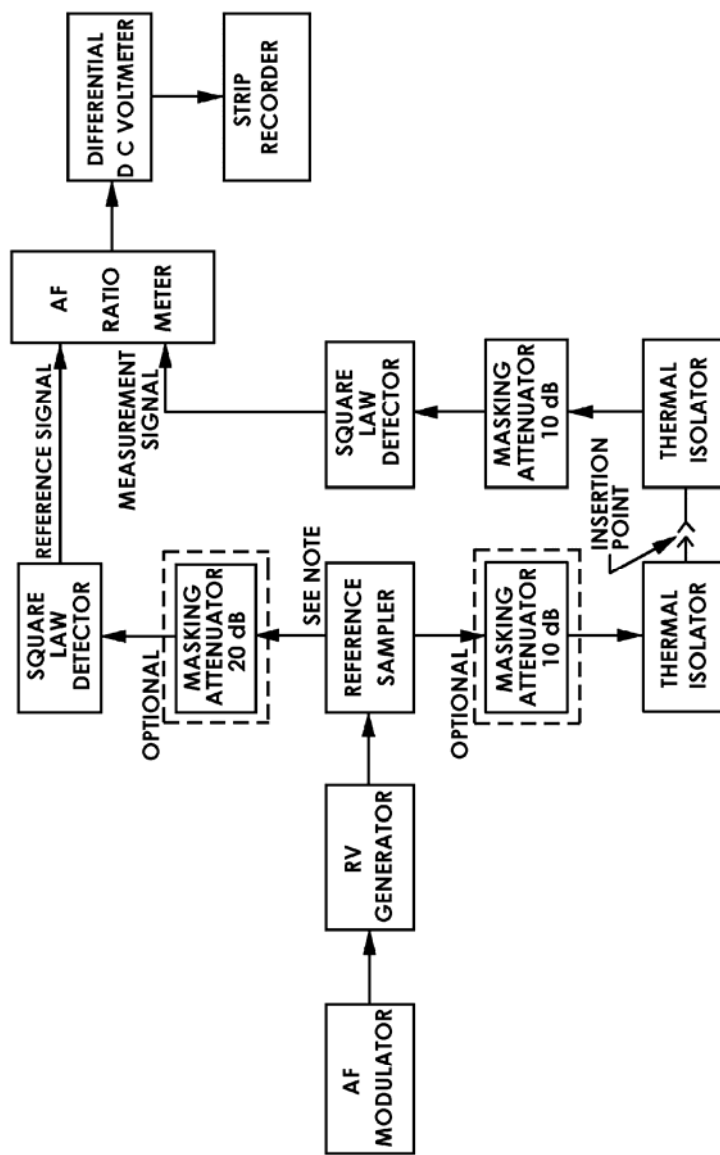 AF
MODULATOR
RV
GENERATOR
REFERENCE
SAMPLER
SEE NOTE
OPTIONAL
MASKING
ATTENUATOR
20 dB
SQUARE
LAW
DETECTOR
REFERENCE SIGNAL
OPTIONAL
MASKING
ATTENUATOR
10 dB
THERMAL
ISOLATOR
INSERTION
POINT
THERMAL
ISOLATOR
MASKING
ATTENUATOR
10 dB
SQUARE
LAW
DETECTOR
MEASUREMENT
SIGNAL
AF
RATIO
METER
DIFFERENTIAL
D C VOLTMETER
STRIP
RECORDER